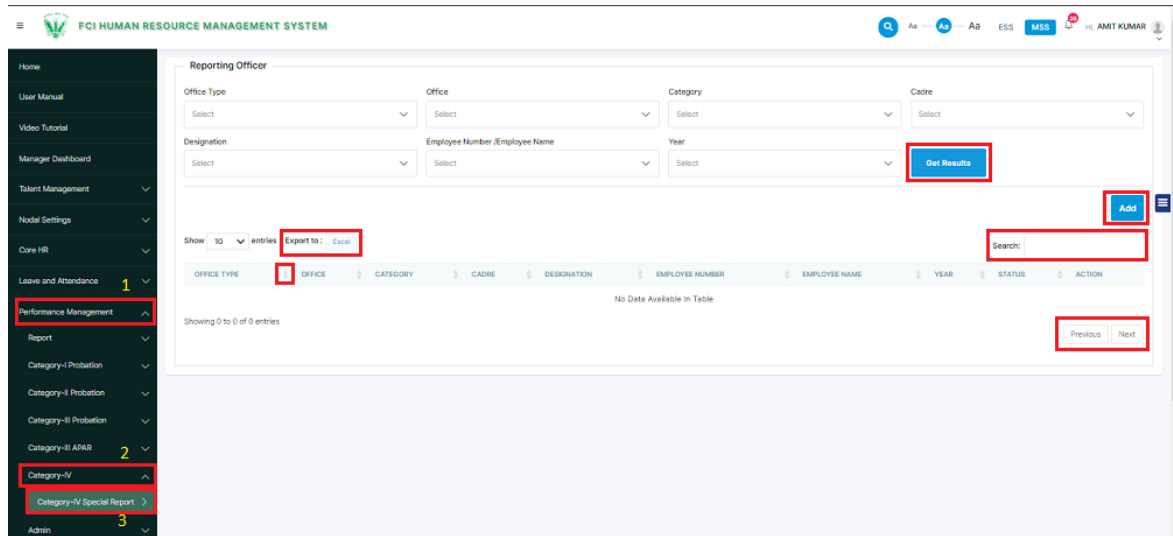 FCI HUMAN RESOURCE MANAGEMENT SYSTEM
Aa Aa Aa ESS MSS 28 Hi, AMIT KUMAR
Home
User Manual
Video Tutorial
Manager Dashboard
Talent Management
Nodal Settings
Core HR
Leave and Attendance 1
Performance Management
Report
Category-I Probation
Category-II Probation
Category-III Probation
Category-III APAR
2
Category-IV
Category-IV Special Report
3
Admin
Reporting Officer
Office Type Office Category Cadre
Select Select Select Select
Designation Employee Number /Employee Name Year
Select Select Select Get Results
Add
Show 10 entries Export to : Excel Search:
OFFICE TYPE OFFICE CATEGORY CADRE DESIGNATION EMPLOYEE NUMBER EMPLOYEE NAME YEAR STATUS ACTION
No Data Available In Table
Showing 0 to 0 of 0 entries
Previous Next